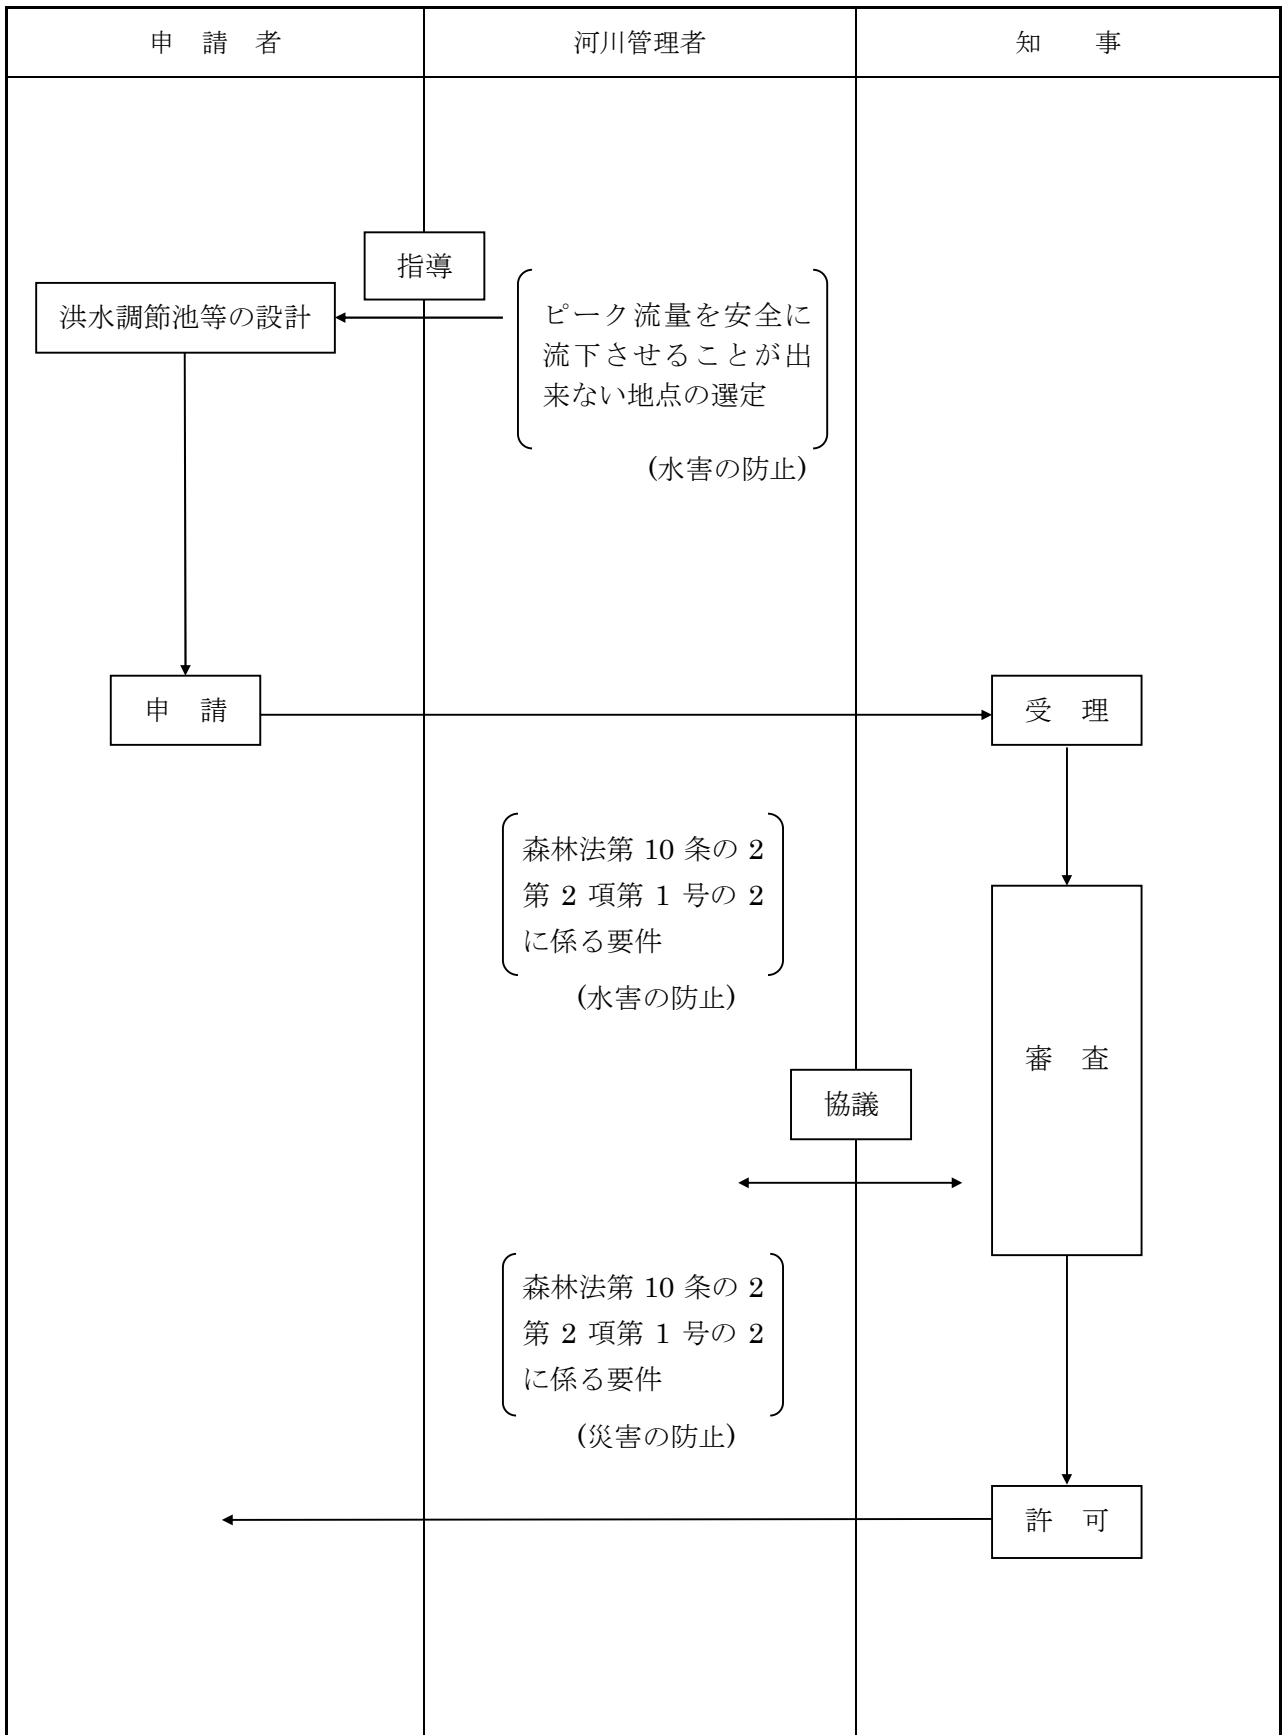 申 請 者
河川管理者
知 事
指導
洪水調節池等の設計
ピーク流量を安全に
流下させることが出
来ない地点の選定
(水害の防止)
申 請
受 理
森林法第 10 条の 2
第 2 項第 1 号の 2
に係る要件
(水害の防止)
審 査
協議
森林法第 10 条の 2
第 2 項第 1 号の 2
に係る要件
(災害の防止)
許 可